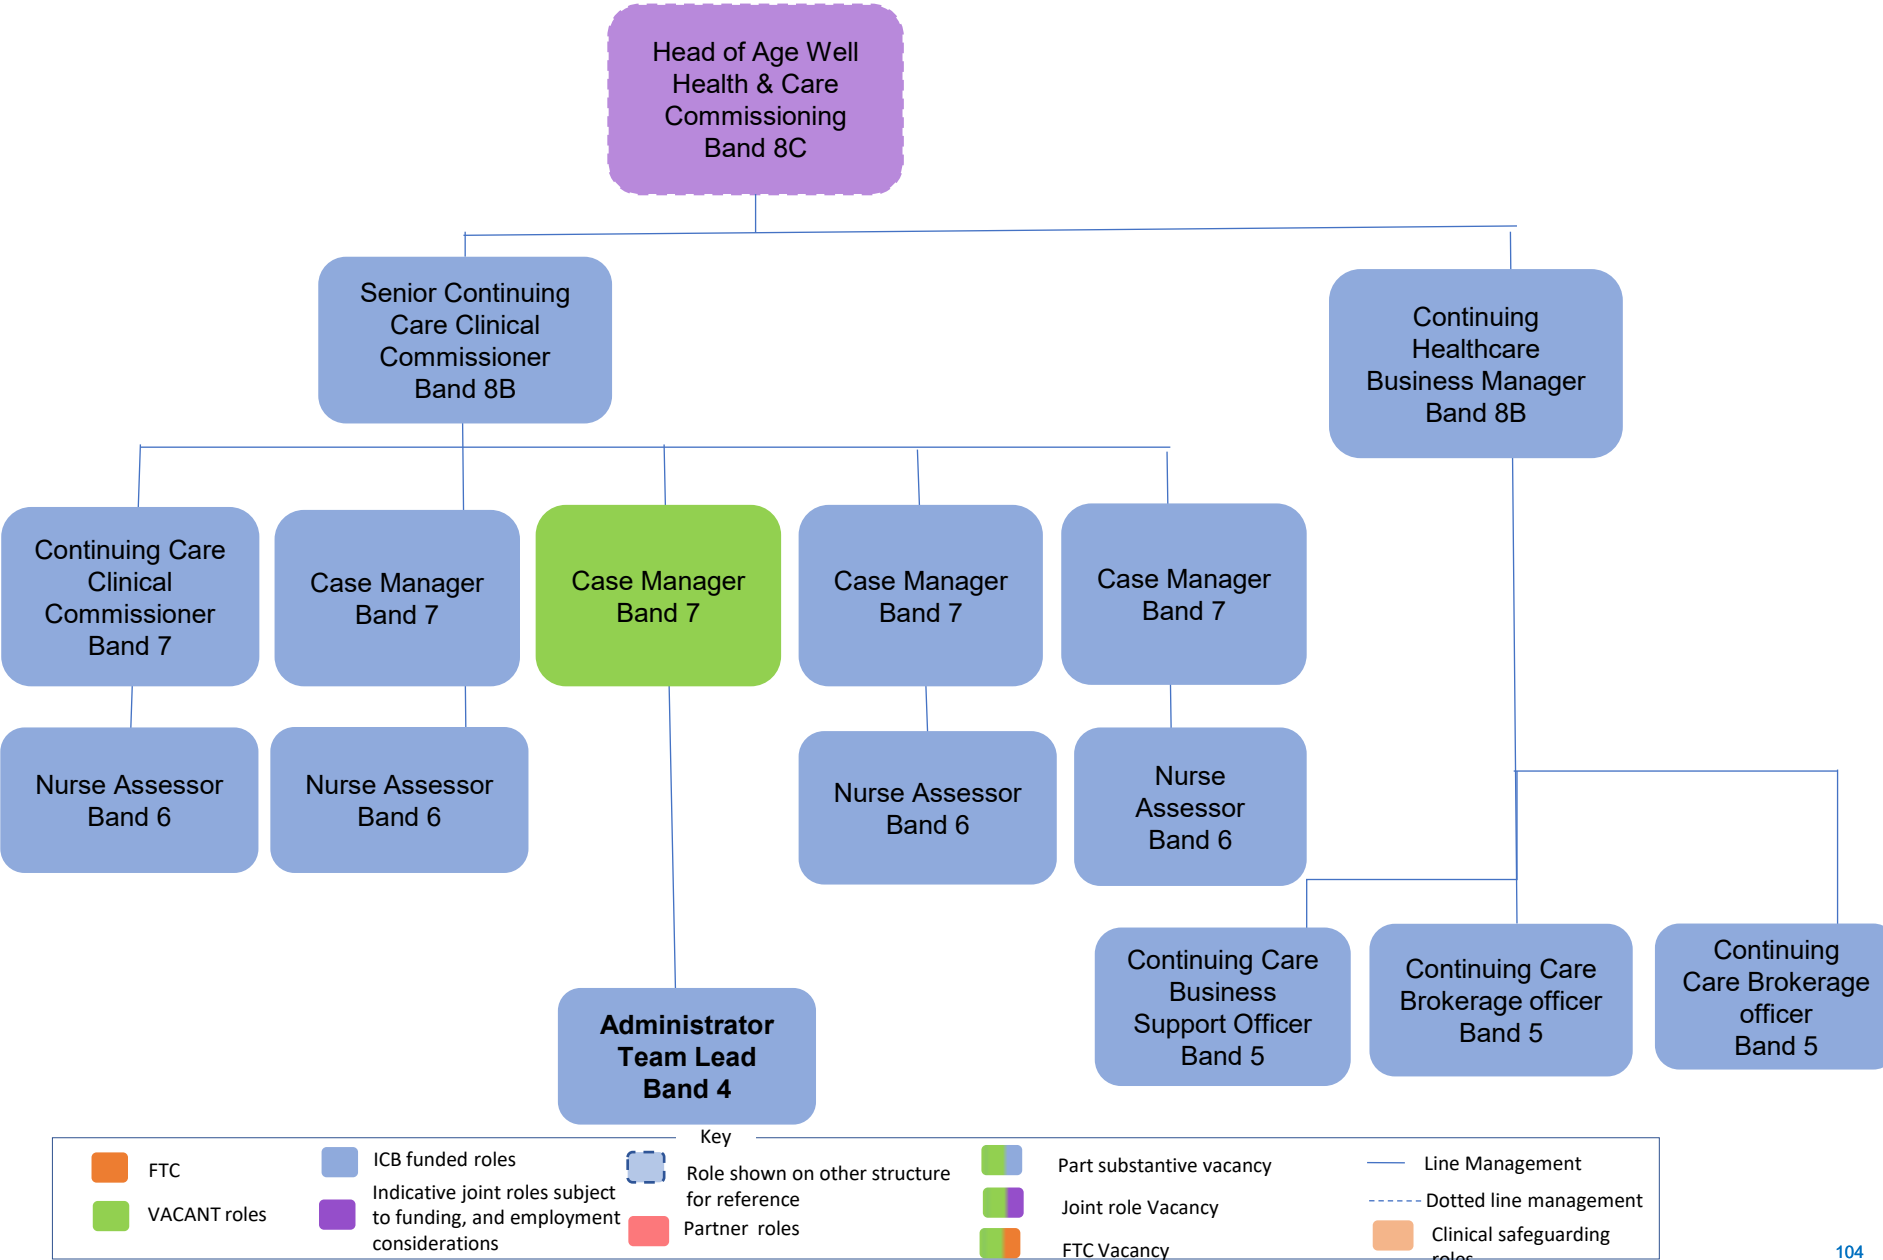 Head of Age Well
Health & Care
Commissioning
Band 8C
Senior Continuing
Care Clinical
Commissioner
Band 8B
Continuing
Healthcare
Business Manager
Band 8B
Continuing Care
Clinical
Commissioner
Band 7
Case Manager
Band 7
Case Manager
Band 7
Case Manager
Band 7
Case Manager
Band 7
Nurse Assessor
Band 6
Nurse Assessor
Band 6
Nurse Assessor
Band 6
Nurse
Assessor
Band 6
Continuing Care
Business
Support Officer
Band 5
Continuing Care
Brokerage officer
Band 5
Continuing
Care Brokerage
officer
Band 5
Administrator
Team Lead
Band 4
Key
FTC
VACANT roles
ICB funded roles
Indicative joint roles subject
to funding, and employment
considerations
Role shown on other structure
for reference
Partner roles
Part substantive vacancy
Joint role Vacancy
FTC Vacancy
Line Management
Dotted line management
Clinical safeguarding
roles
104